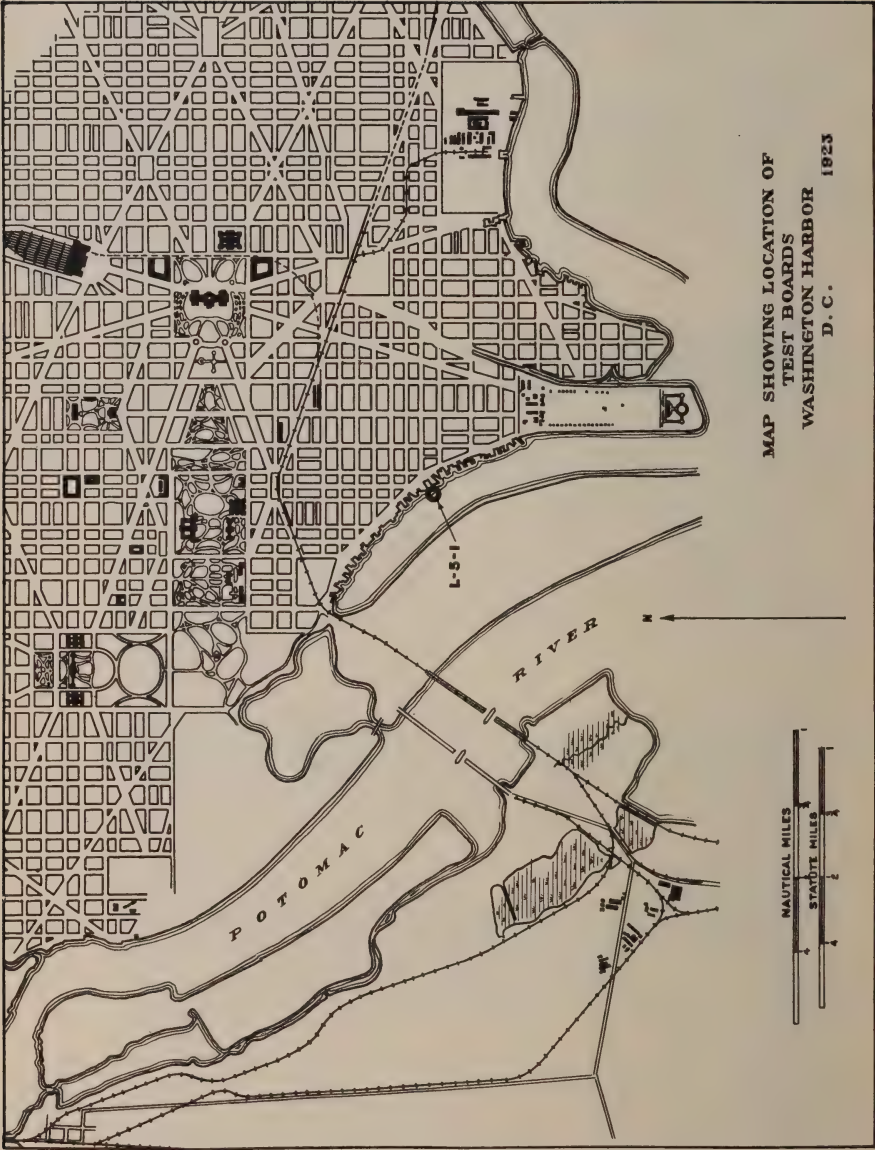 MAP SHOWING LOCATION OF
TEST BOARDS
WASHINGTON HARBOR
D. C. 1923
POTOMAC
RIVER
L-5-1
N
NAUTICAL MILES
STATUTE MILES